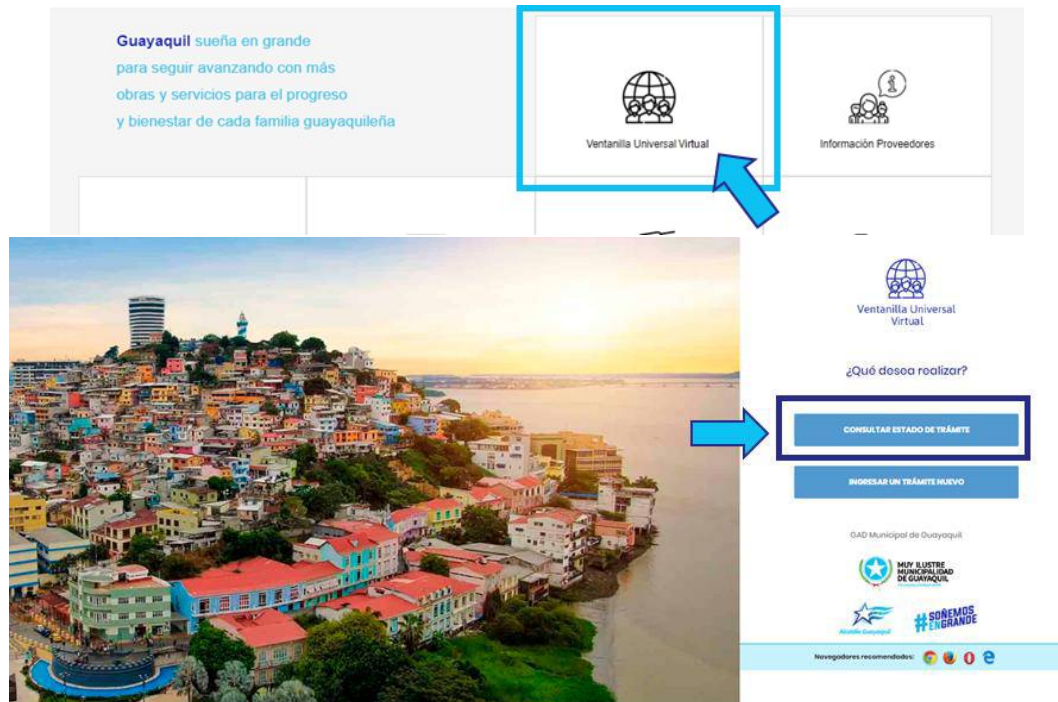 Guayaquil sueña en grande
para seguir avanzando con más
obras y servicios para el progreso
y bienestar de cada familia guayaquileña
Ventanilla Universal Virtual
Información Proveedores
Ventanilla Universal
Virtual
¿Qué desea realizar?
CONSULTAR ESTADO DE TRÁMITE
INGRESAR UN TRÁMITE NUEVO
GAD Municipal de Guayaquil
MUY ILUSTRE
MUNICIPALIDAD
DE GUAYAQUIL
Alcaldía Guayaquil
#SOÑEMOS
ENGRANDE
Navegadores recomendados: